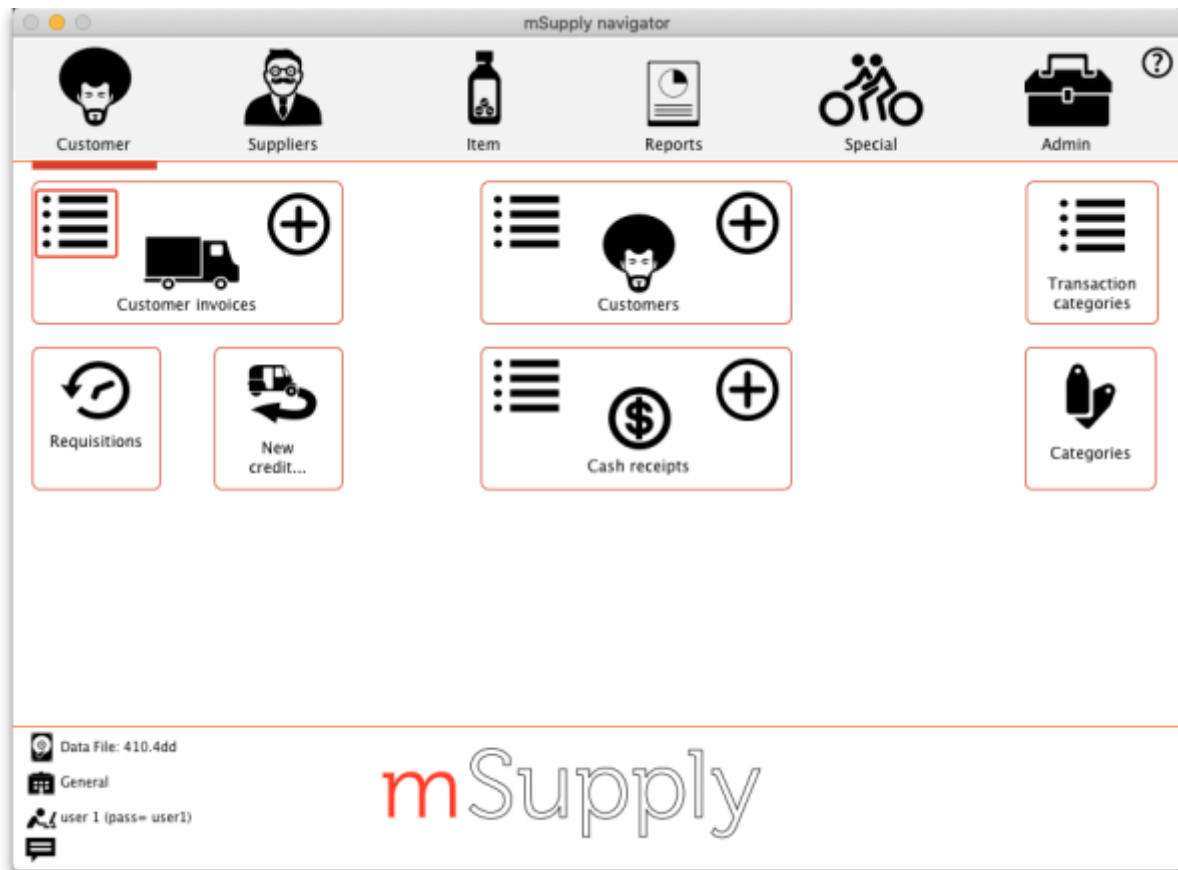 mSupply navigator
Customer
Suppliers
Item
Reports
Special
Admin
?
Customer invoices
Customers
Transaction
categories
Requisitions
New
credit...
$
Cash receipts
Categories
Data File: 410.4dd
General
user 1 (pass= user1)
mSupply